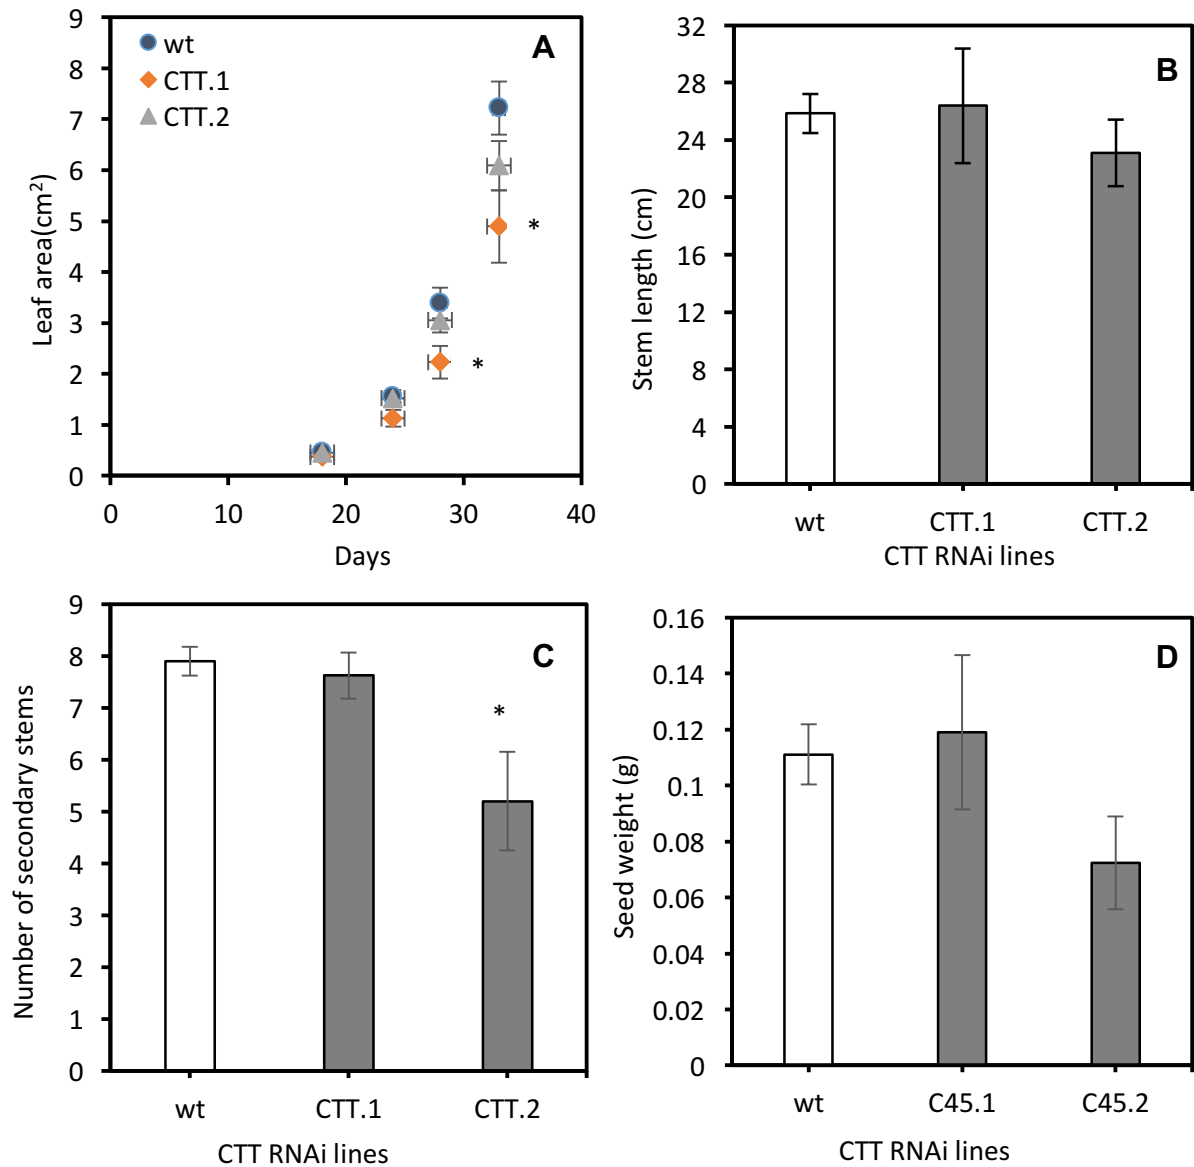 A
wt
CTT.1
CTT.2
Leaf area(cm²)
9
8
7
6
5
4
3
2
1
0
*
*
0 10 20 30 40
Days
B
Stem length (cm)
32
28
24
20
16
12
8
4
0
wt CTT.1 CTT.2
CTT RNAi lines
C
Number of secondary stems
9
8
7
6
5
4
3
2
1
0
*
wt CTT.1 CTT.2
CTT RNAi lines
D
Seed weight (g)
0.16
0.14
0.12
0.1
0.08
0.06
0.04
0.02
0
wt C45.1 C45.2
CTT RNAi lines